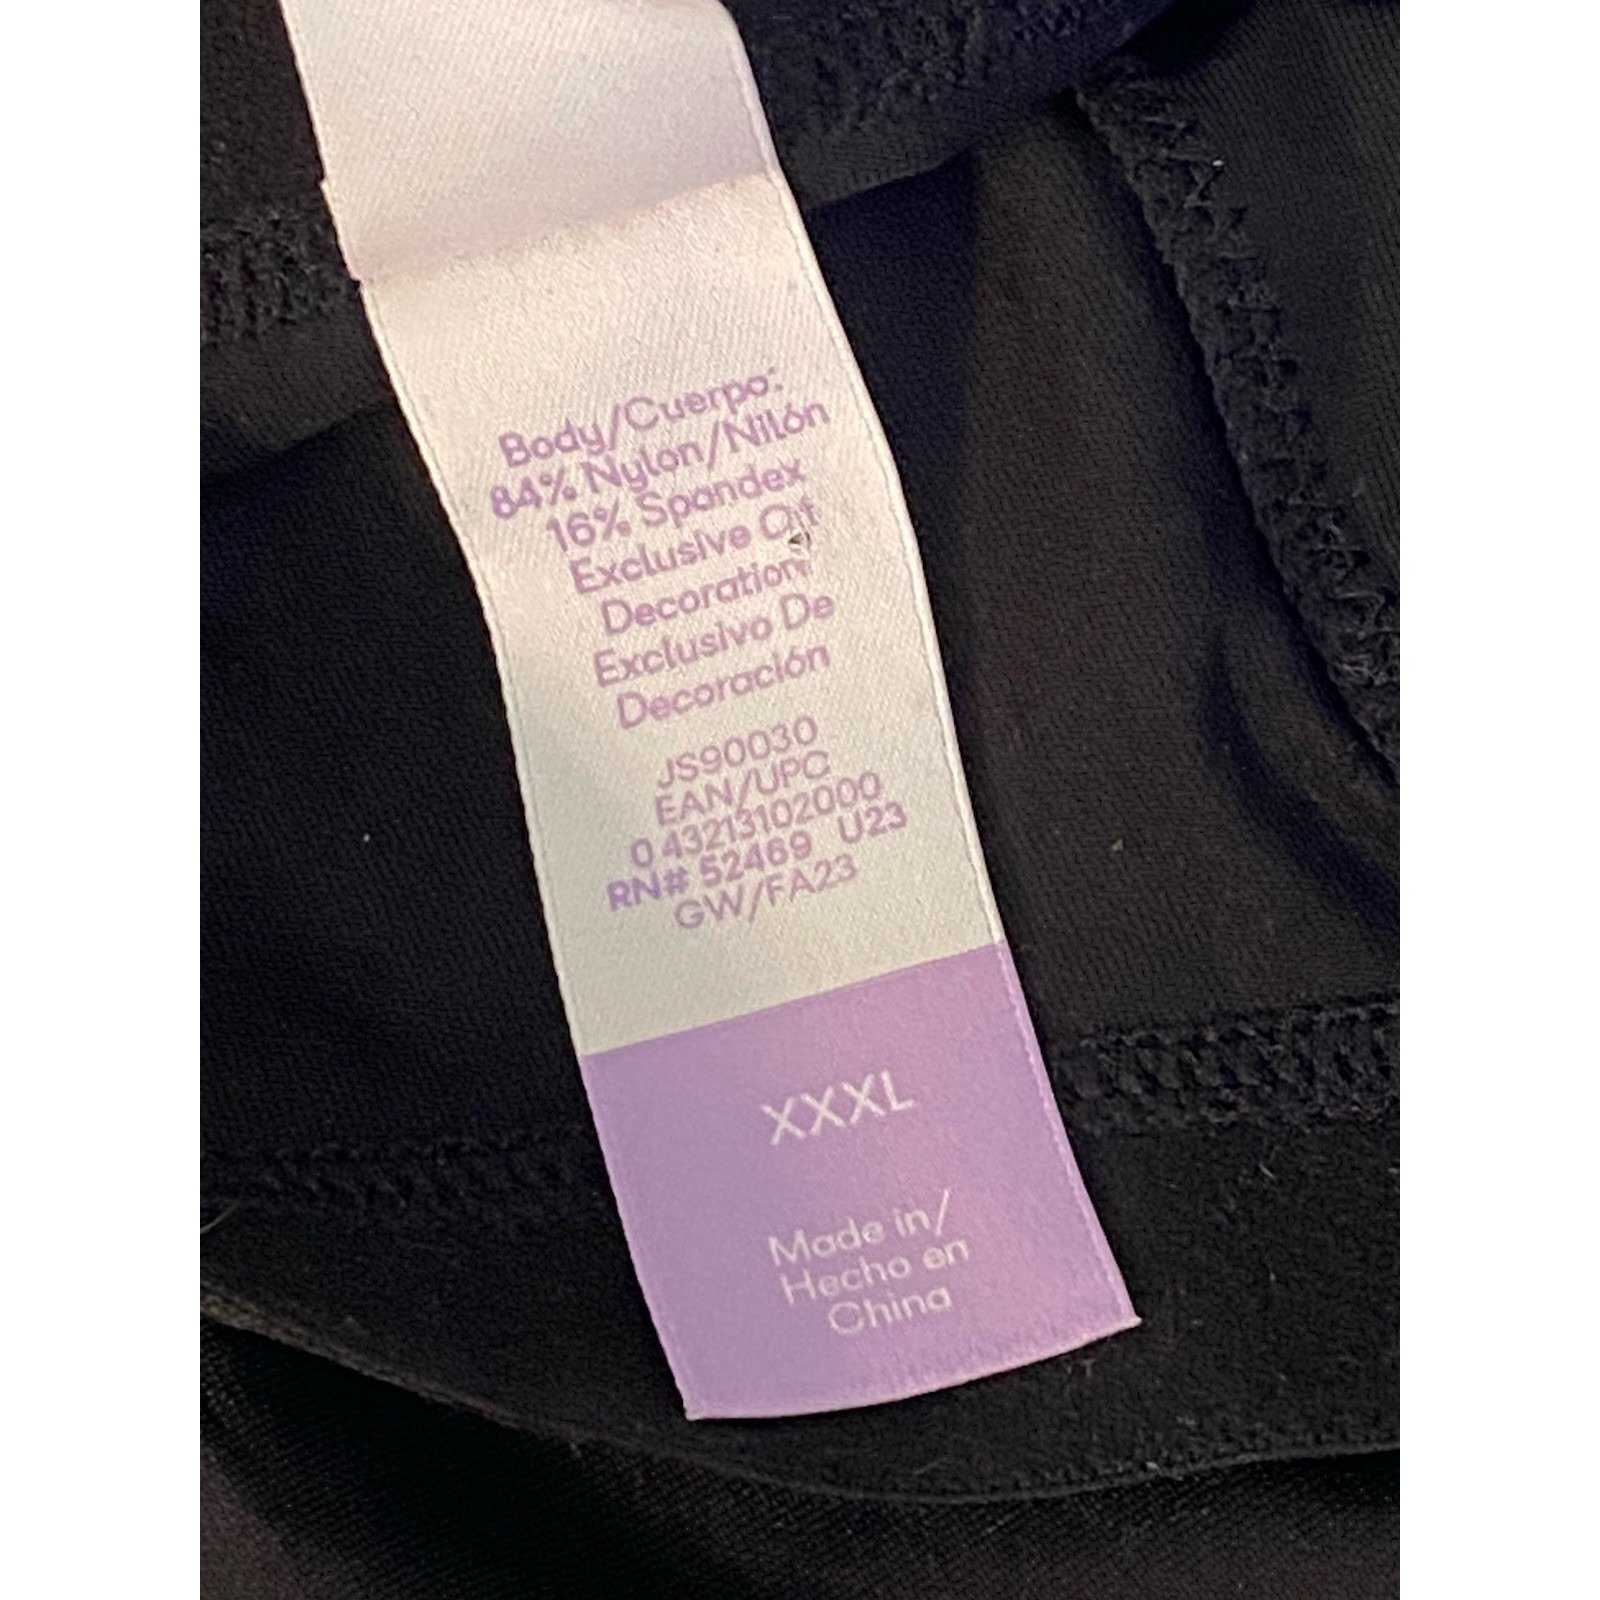 Body/Cuerpo:
84% Nylon/Nilón
16% Spandex
Exclusive Of
Decoration/
Exclusivo De
Decoración
JS90030
EAN/UPC
0 43213102000
RN# 52469 U23
GW/FA23
XXXL
Made in/
Hecho en
China